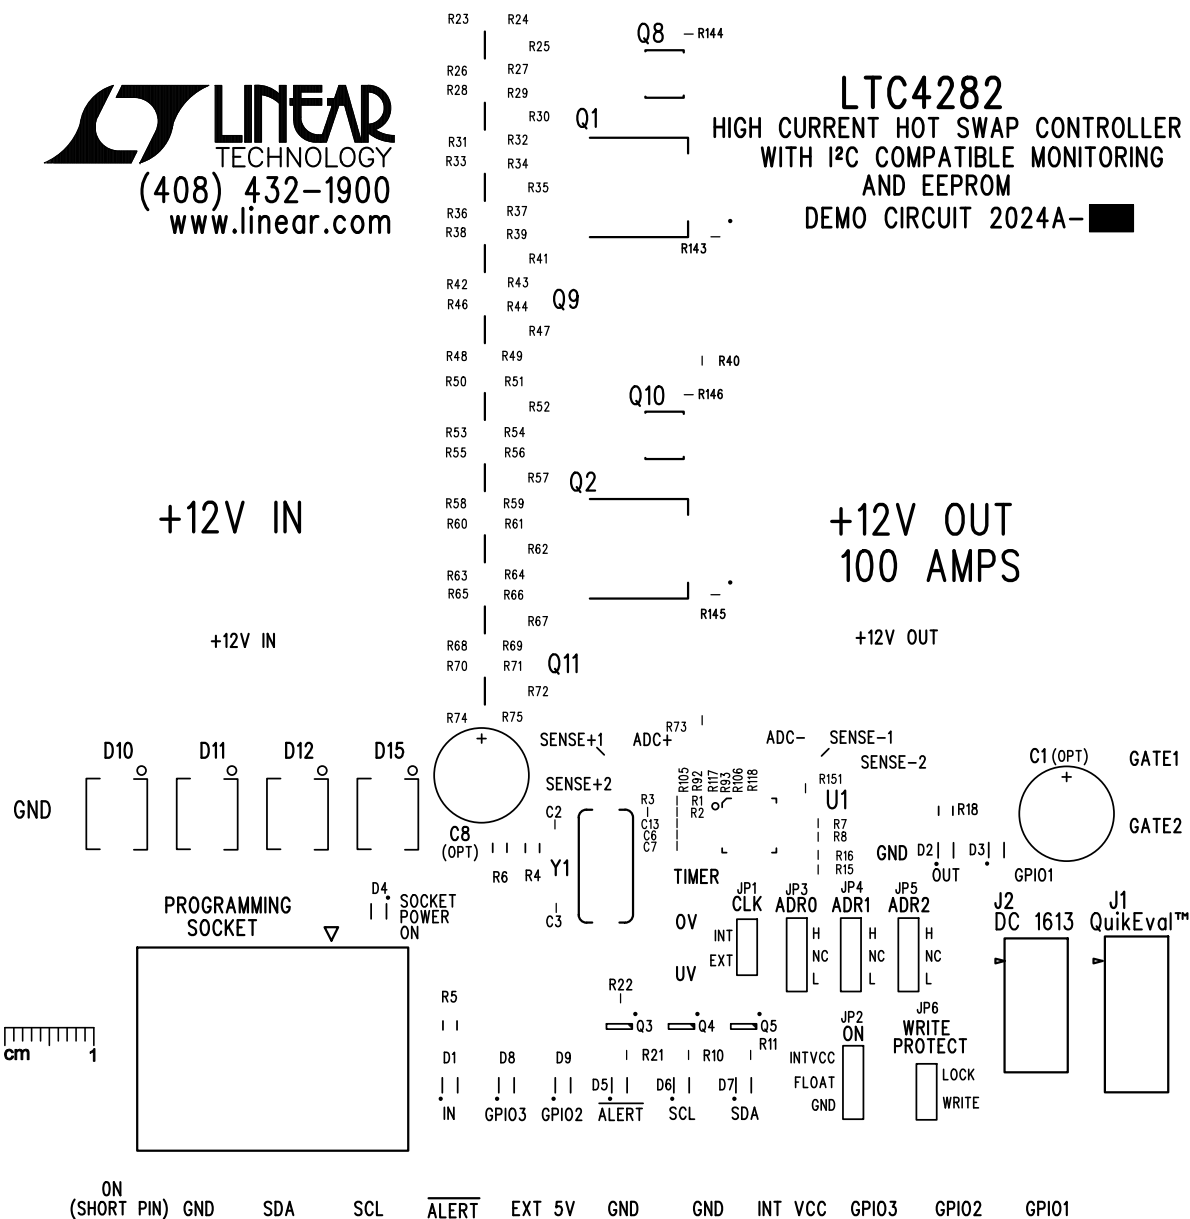 R23 R24
Q8 R144
R25
R26 R27
R28 R29
LINEAR
TECHNOLOGY
(408) 432-1900
www.linear.com
LTC4282
HIGH CURRENT HOT SWAP CONTROLLER
WITH I²C COMPATIBLE MONITORING
AND EEPROM
DEMO CIRCUIT 2024A-
R30 Q1
R31 R32
R33 R34
R35
R36 R37
R38 R39
R143
R41
R42 R43
R46 R44 Q9
R47
R48 R49 R40
R50 R51
Q10 R146
R52
R53 R54
R55 R56
R57 Q2
R58 R59
R60 R61
+12V IN
+12V OUT
100 AMPS
R62
R63 R64
R65 R66
R145
R67
+12V IN
+12V OUT
R68 R69
R70 R71 Q11
R72
R74 R75 R73
D10 D11 D12 D15
+
SENSE+1 ADC+ ADC- SENSE-1
SENSE+2 SENSE-2
C1 (OPT) GATE1
+
R105 R92 R117 R93 R106 R118
R151
U1
GND
C8
(OPT)
C2
R3 R1
R2
C13
C6
C7
R7
R8
R16
R15
R18
GATE2
GND D2 D3
OUT GPIO1
R6 R4 Y1
TIMER
D4 SOCKET
POWER
ON
PROGRAMMING
SOCKET
C3
OV
UV
JP1
CLK
INT
EXT
JP3
ADR0
H
NC
L
JP4
ADR1
H
NC
L
JP5
ADR2
H
NC
L
J2
DC 1613
J1
QuikEval™
R5
R22
Q3 Q4 Q5
R21 R10 R11
JP2
ON
INTVCC
FLOAT
GND
JP6
WRITE
PROTECT
LOCK
WRITE
cm 1
D1 D8 D9 D5 D6 D7
IN GPIO3 GPIO2 ALERT SCL SDA
ON
(SHORT PIN) GND SDA SCL ALERT EXT 5V GND GND INT VCC GPIO3 GPIO2 GPIO1